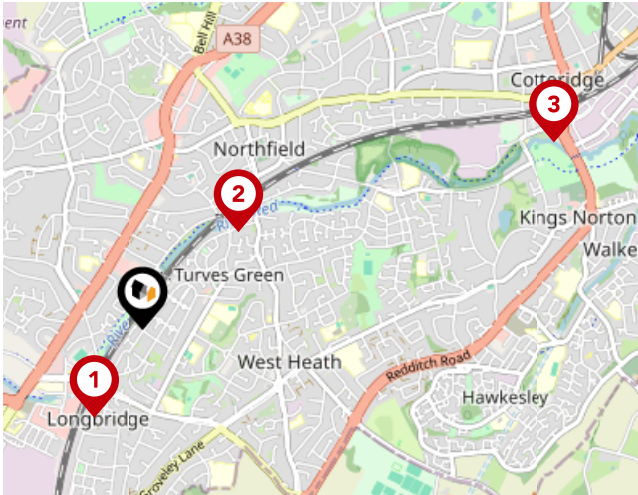 ment
Bell Hill
A38
Cotteridge
3
Northfield
2
Kings Norton
Walke
Turves Green
River
West Heath
Redditch Road
1
Hawkesley
Longbridge
Groveley Lane